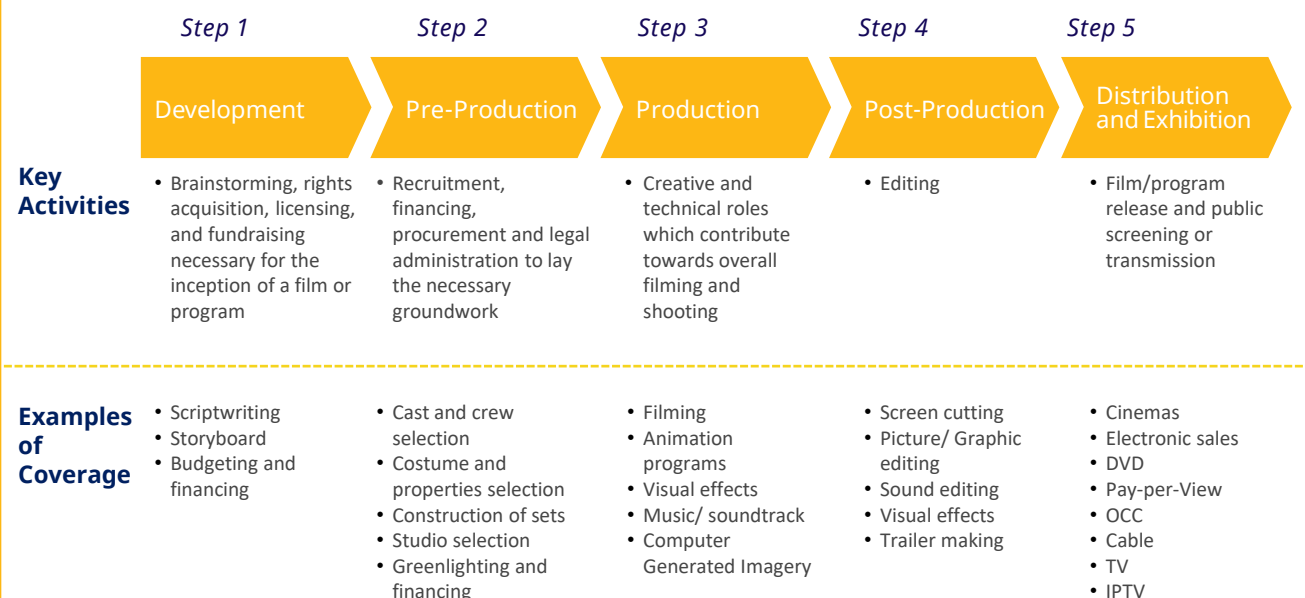 Step 1
Step 2
Step 3
Step 4
Step 5
Development
Pre-Production
Production
Post-Production
Distribution
and Exhibition
Key
Activities
• Brainstorming, rights
acquisition, licensing,
and fundraising
necessary for the
inception of a film or
program
• Recruitment,
financing,
procurement and legal
administration to lay
the necessary
groundwork
• Creative and
technical roles
which contribute
towards overall
filming and
shooting
• Editing
• Film/program
release and public
screening or
transmission
Examples
of
Coverage
• Scriptwriting
• Storyboard
• Budgeting and
financing
• Cast and crew
selection
• Costume and
properties selection
• Construction of sets
• Studio selection
• Greenlighting and
financing
• Filming
• Animation
programs
• Visual effects
• Music/ soundtrack
• Computer
Generated Imagery
• Screen cutting
• Picture/ Graphic
editing
• Sound editing
• Visual effects
• Trailer making
• Cinemas
• Electronic sales
• DVD
• Pay-per-View
• OCC
• Cable
• TV
• IPTV